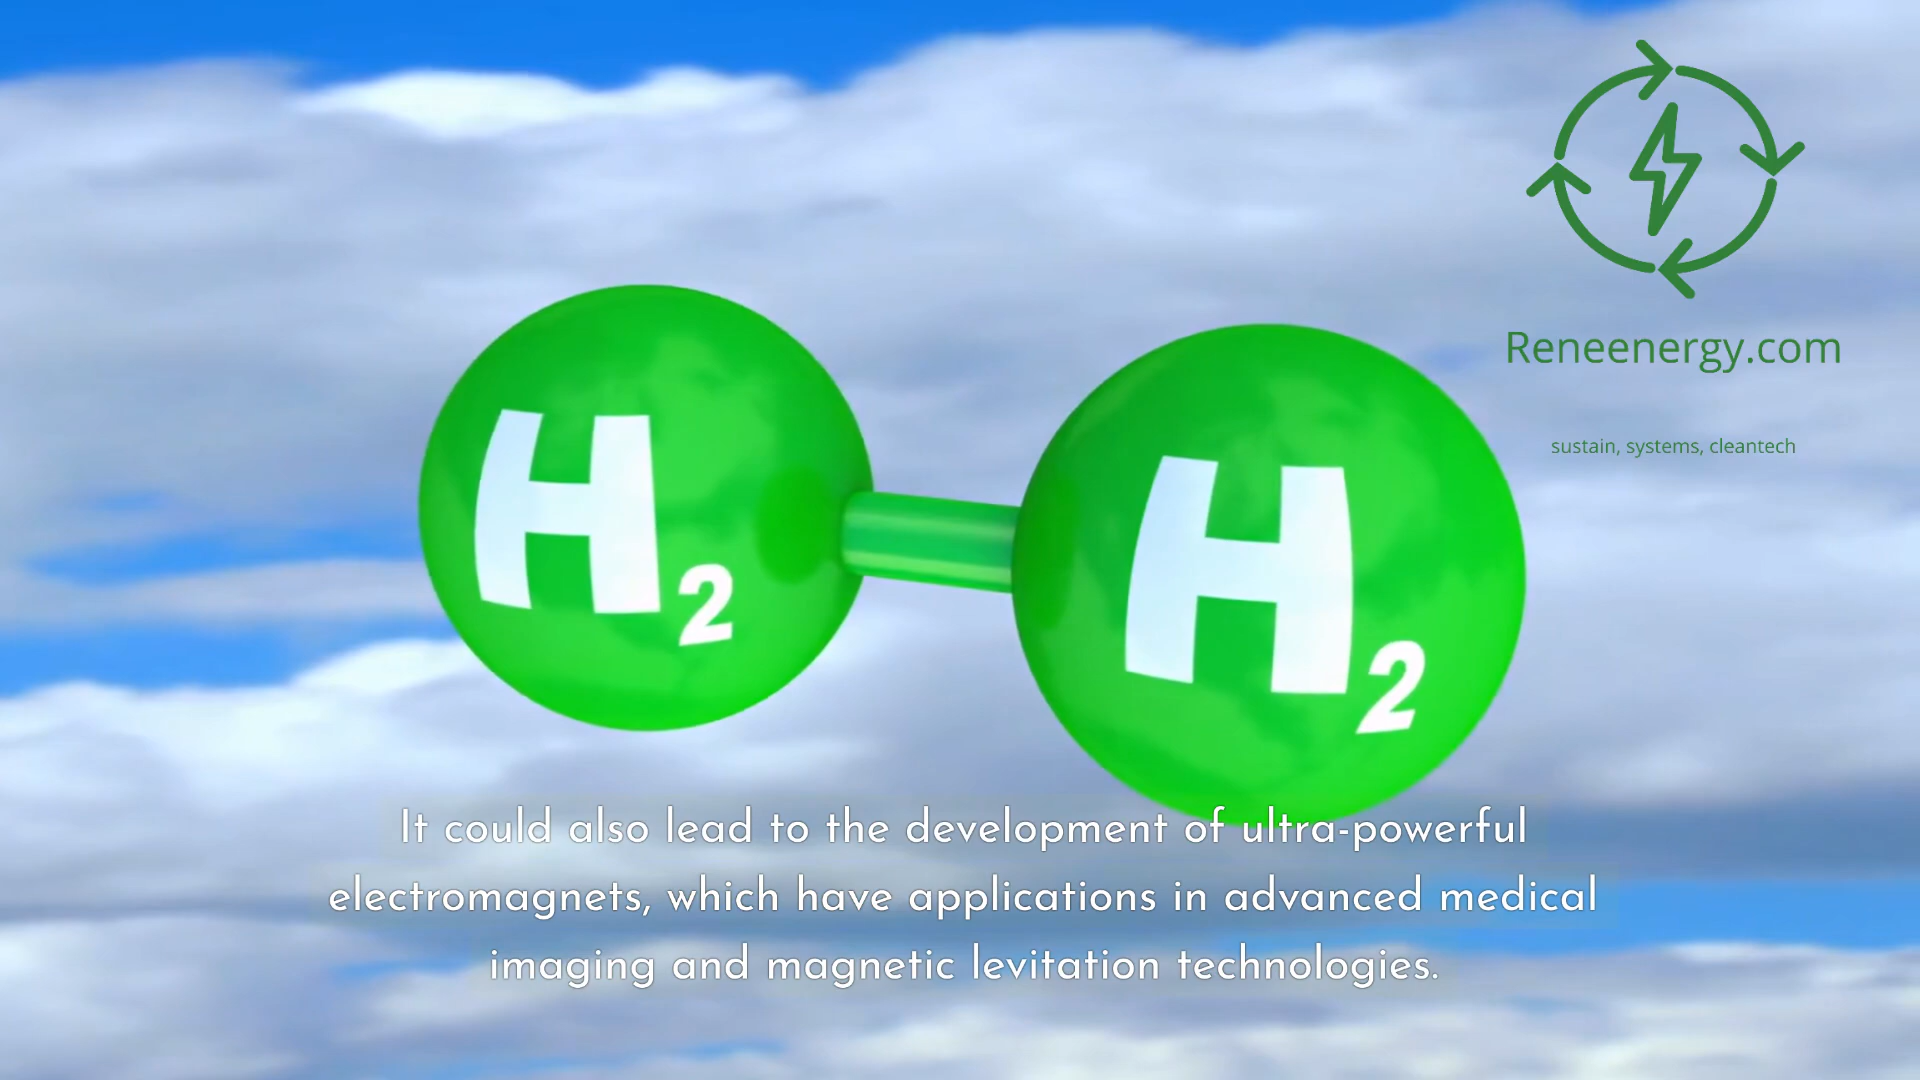 Reneenergy.com
sustain, systems, cleantech
H2
H2
It could also lead to the development of ultra-powerful
electromagnets, which have applications in advanced medical
imaging and magnetic levitation technologies.